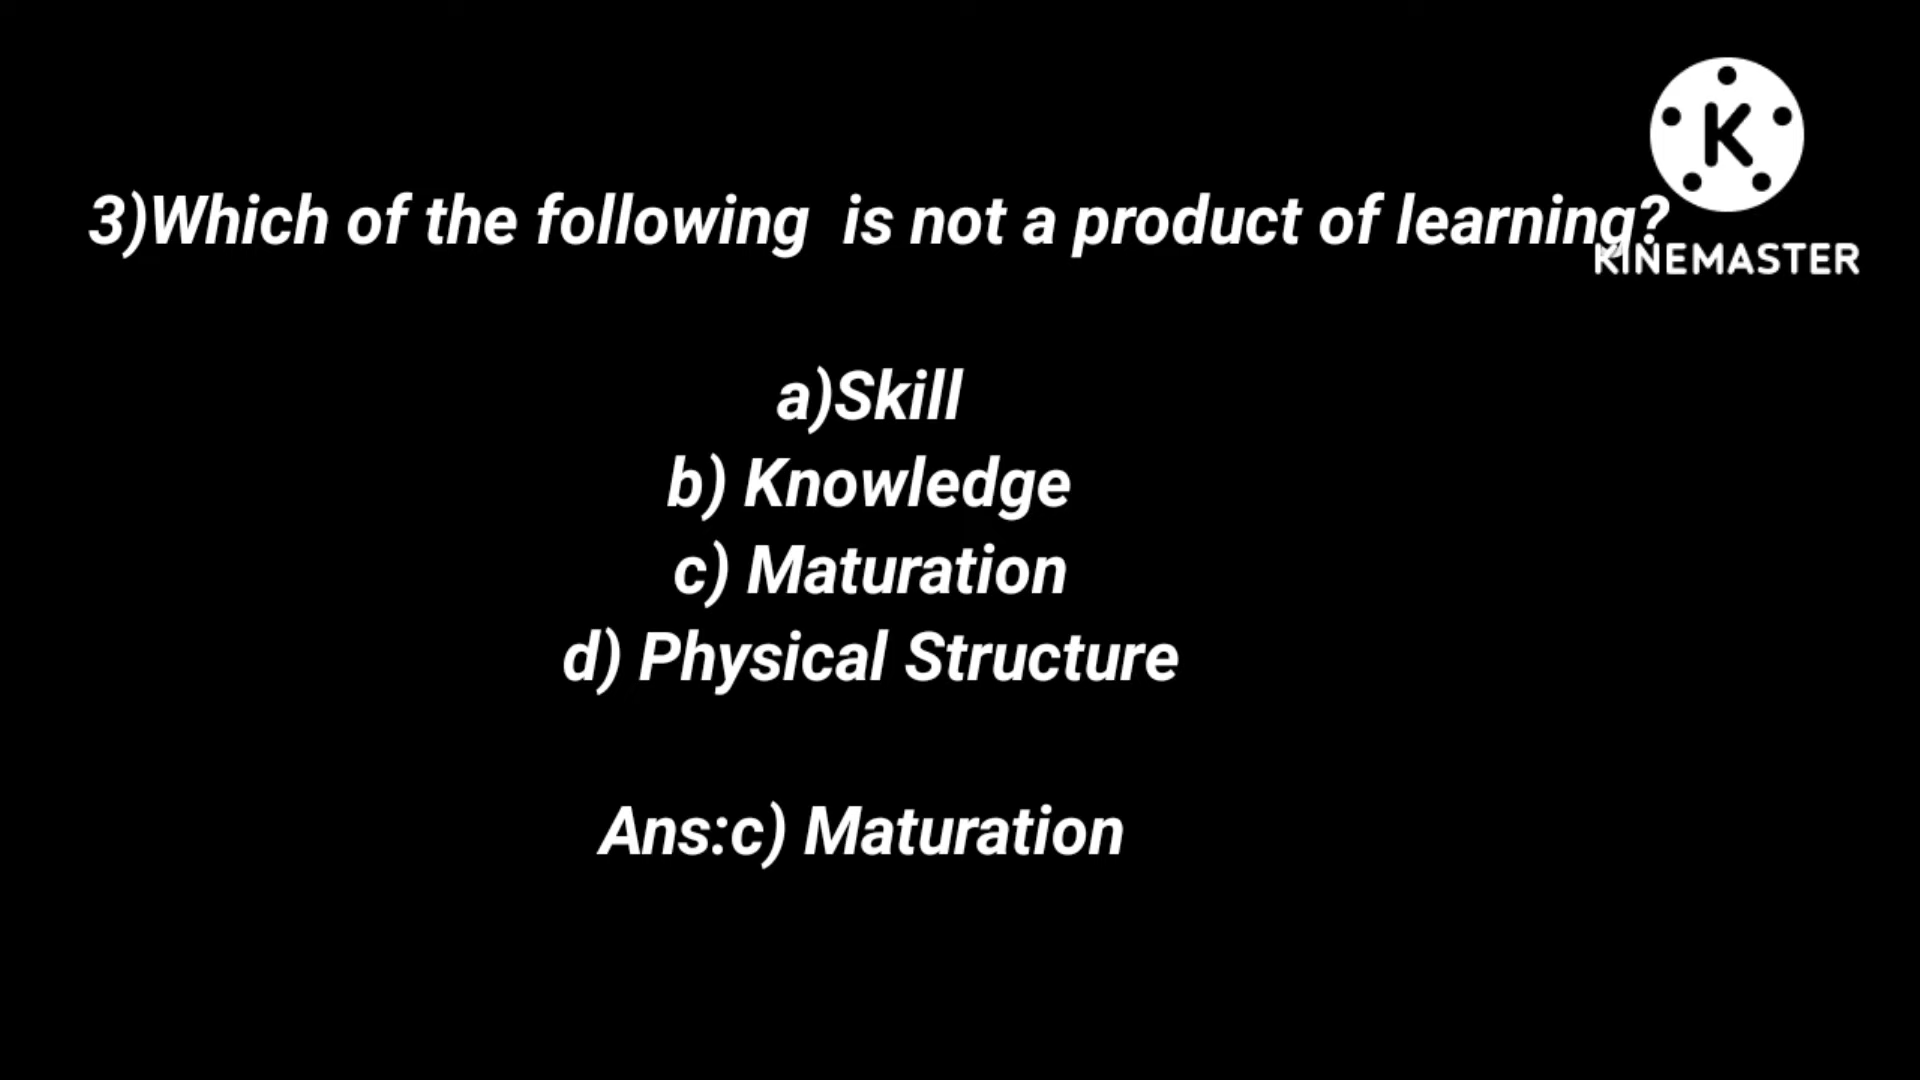 3)Which of the following  is not a product of learning?
K
KINEMASTER
a)Skill
b) Knowledge
c) Maturation
d) Physical Structure
Ans:c) Maturation